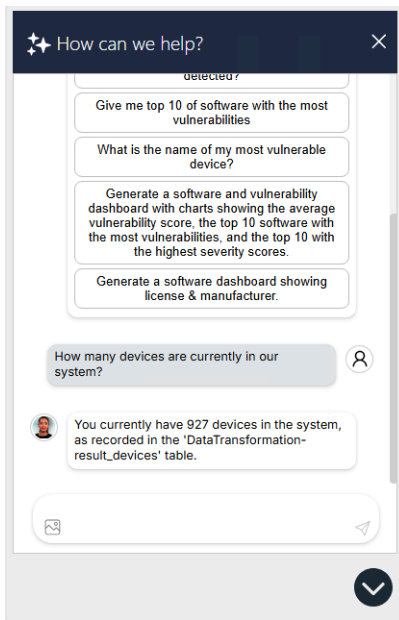 How can we help?
detected?
Give me top 10 of software with the most
vulnerabilities
What is the name of my most vulnerable
device?
Generate a software and vulnerability
dashboard with charts showing the average
vulnerability score, the top 10 software with
the most vulnerabilities, and the top 10 with
the highest severity scores.
Generate a software dashboard showing
license & manufacturer.
How many devices are currently in our
system?
You currently have 927 devices in the system,
as recorded in the 'DataTransformation-
result_devices' table.